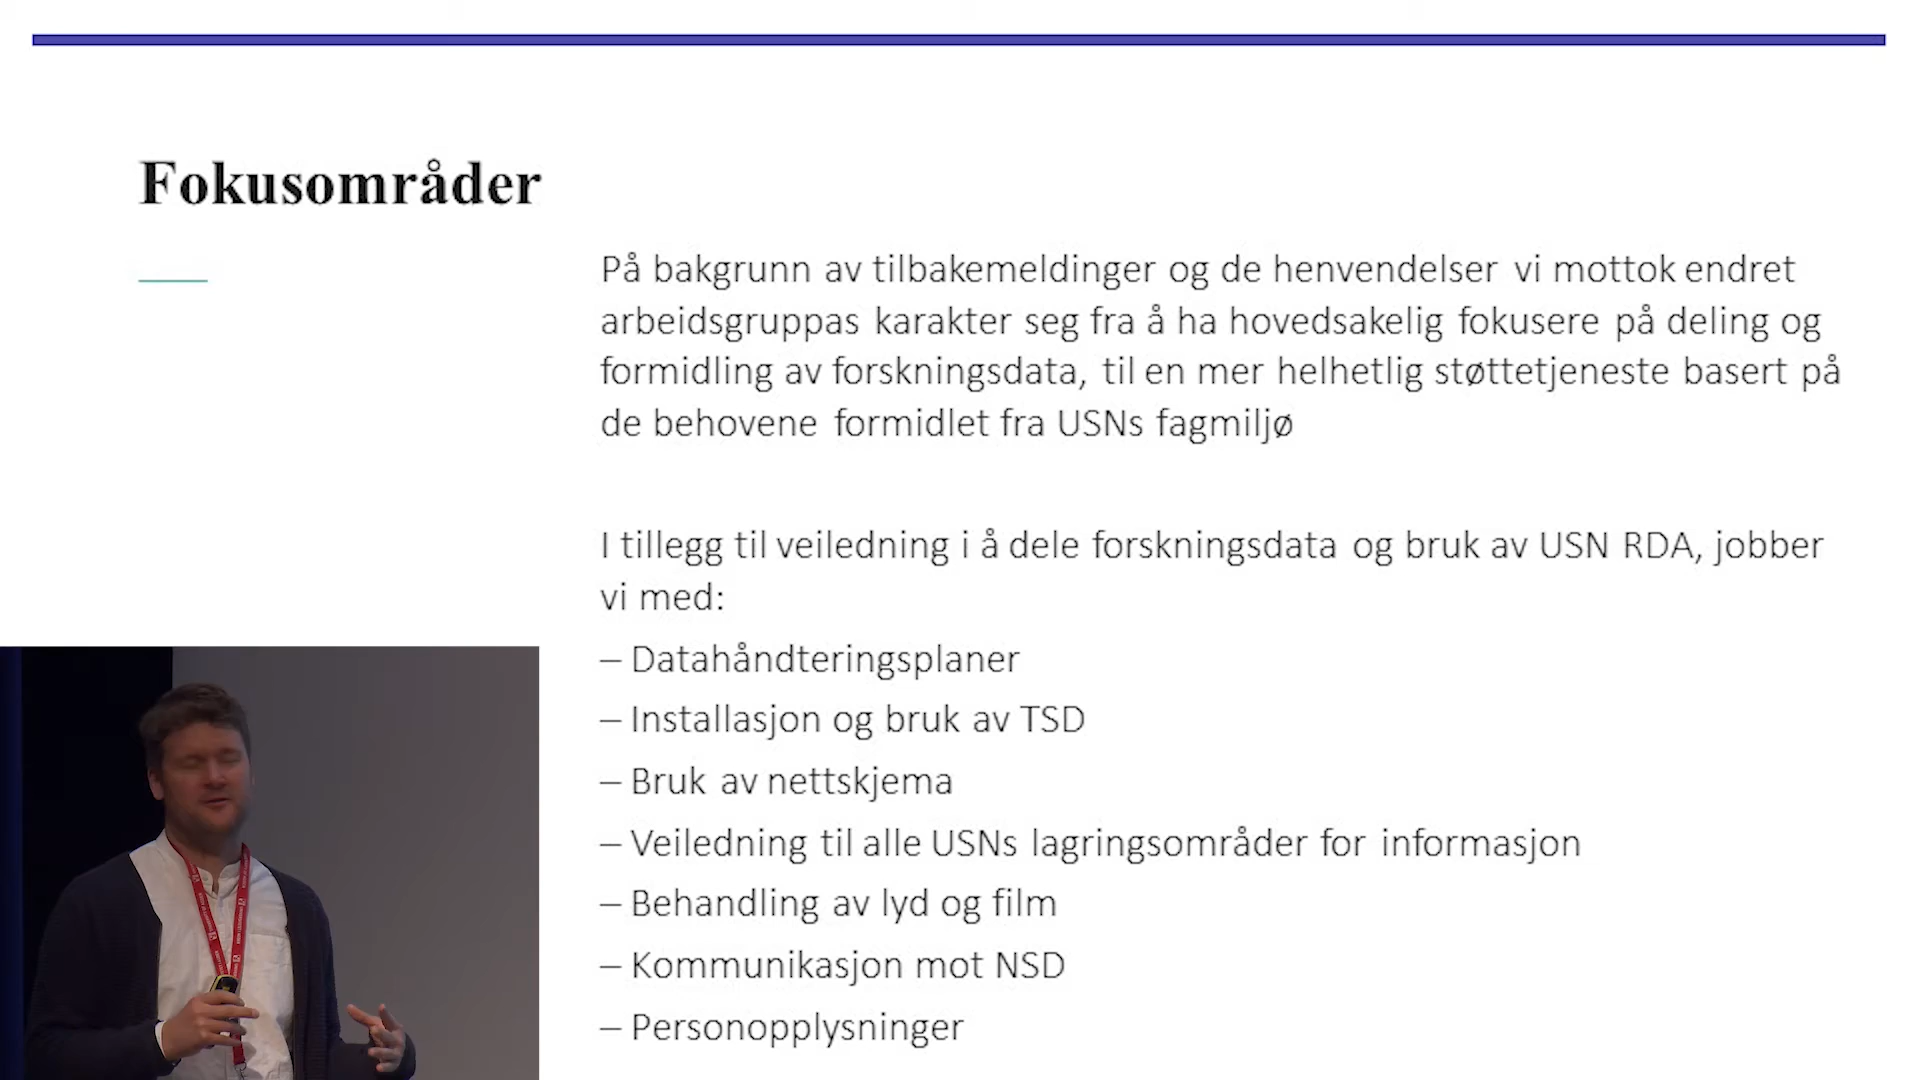 Fokusområder
På bakgrunn av tilbakemeldinger og de henvendelser vi mottok endret
arbeidsgruppas karakter seg fra å ha hovedsakelig fokusere på deling og
formidling av forskningsdata, til en mer helhetlig støttetjeneste basert på
de behovene formidlet fra USNs fagmiljø
I tillegg til veiledning i å dele forskningsdata og bruk av USN RDA, jobber
vi med:
– Datahåndteringsplaner
– Installasjon og bruk av TSD
– Bruk av nettskjema
– Veiledning til alle USNs lagringsområder for informasjon
– Behandling av lyd og film
– Kommunikasjon mot NSD
– Personopplysninger